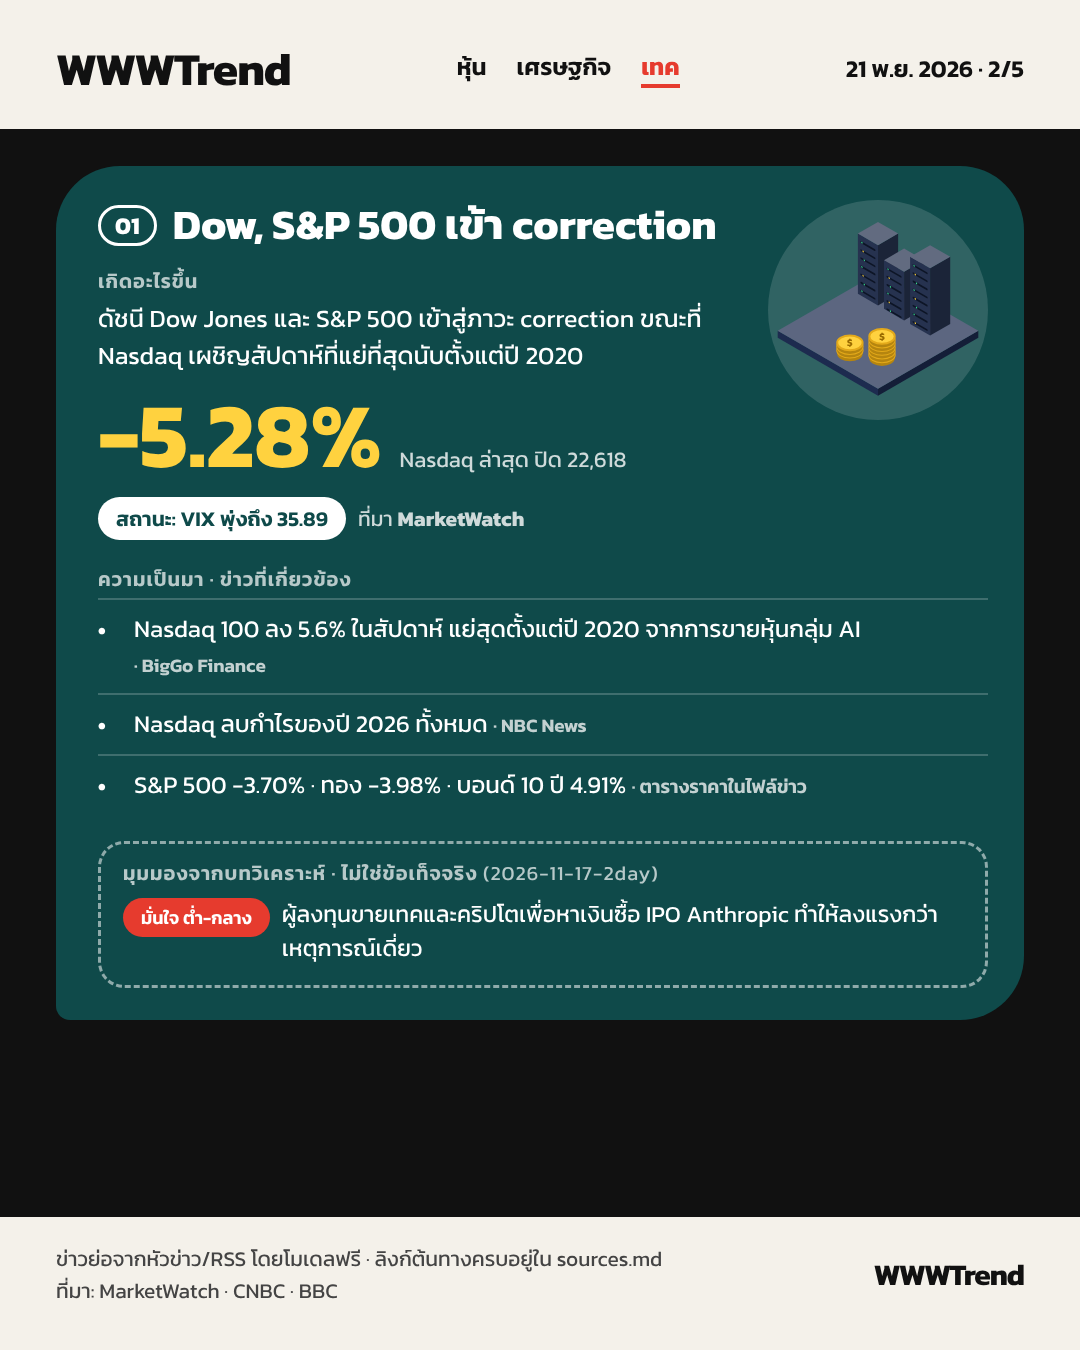 WWWTrend
หุ้น เศรษฐกิจ เทค
21 พ.ย. 2026 · 2/5
01 Dow, S&P 500 เข้า correction
เกิดอะไรขึ้น
ดัชนี Dow Jones และ S&P 500 เข้าสู่ภาวะ correction ขณะที่
Nasdaq เผชิญสัปดาห์ที่แย่ที่สุดนับตั้งแต่ปี 2020
−5.28% Nasdaq ล่าสุด ปิด 22,618
สถานะ: VIX พุ่งถึง 35.89 ที่มา MarketWatch
ความเป็นมา · ข่าวที่เกี่ยวข้อง
• Nasdaq 100 ลง 5.6% ในสัปดาห์ แย่สุดตั้งแต่ปี 2020 จากการขายหุ้นกลุ่ม AI
· BigGo Finance
• Nasdaq ลบกำไรของปี 2026 ทั้งหมด · NBC News
• S&P 500 −3.70% · ทอง −3.98% · บอนด์ 10 ปี 4.91% · ตารางราคาในไฟล์ข่าว
มุมมองจากบทวิเคราะห์ · ไม่ใช่ข้อเท็จจริง (2026-11-17-2day)
มั่นใจ ต่ำ-กลาง ผู้ลงทุนขายเทคและคริปโตเพื่อหาเงินซื้อ IPO Anthropic ทำให้ลงแรงกว่า
เหตุการณ์เดี่ยว
ข่าวย่อจากหัวข่าว/RSS โดยโมเดลฟรี · ลิงก์ต้นทางครบอยู่ใน sources.md
ที่มา: MarketWatch · CNBC · BBC
WWWTrend